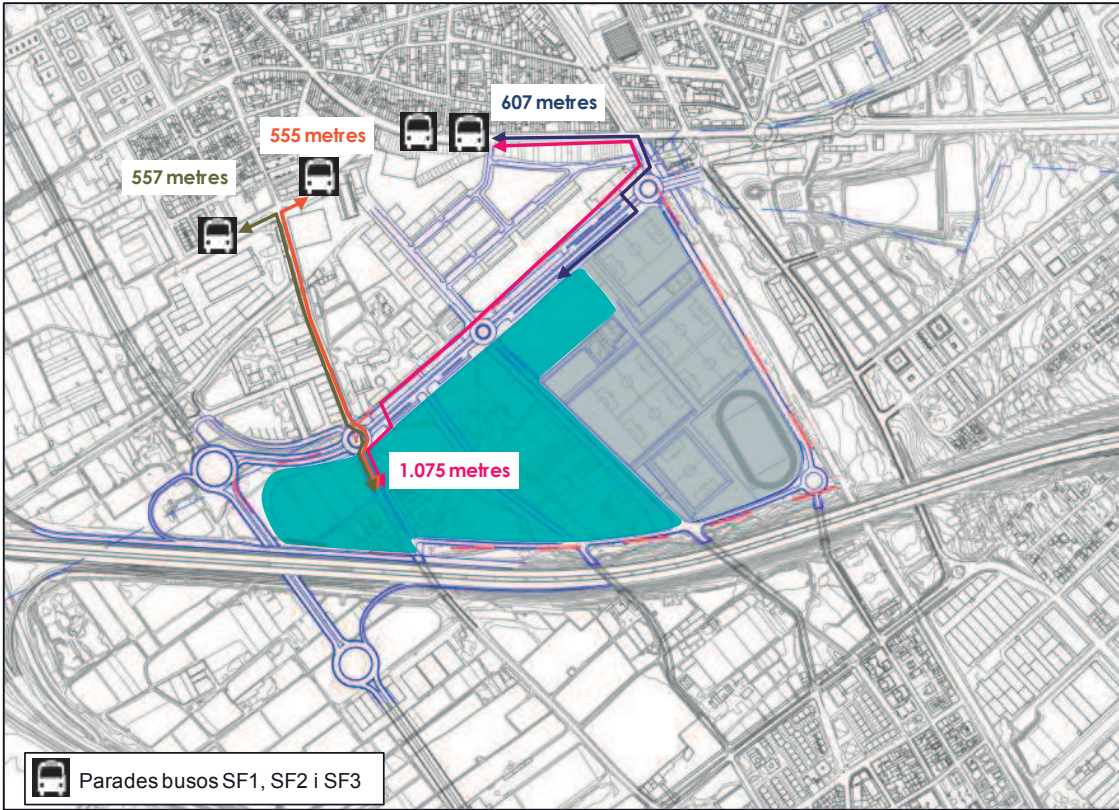 607 metres
555 metres
557 metres
1.075 metres
Parades busos SF1, SF2 i SF3